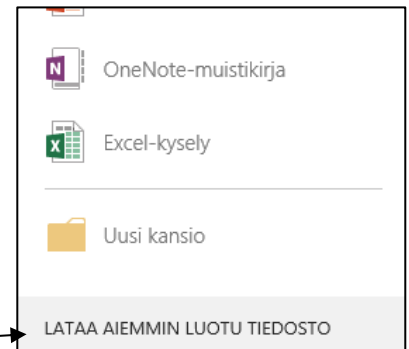 OneNote-muistikirja
Excel-kysely
Uusi kansio
LATAA AIEMMIN LUOTU TIEDOSTO